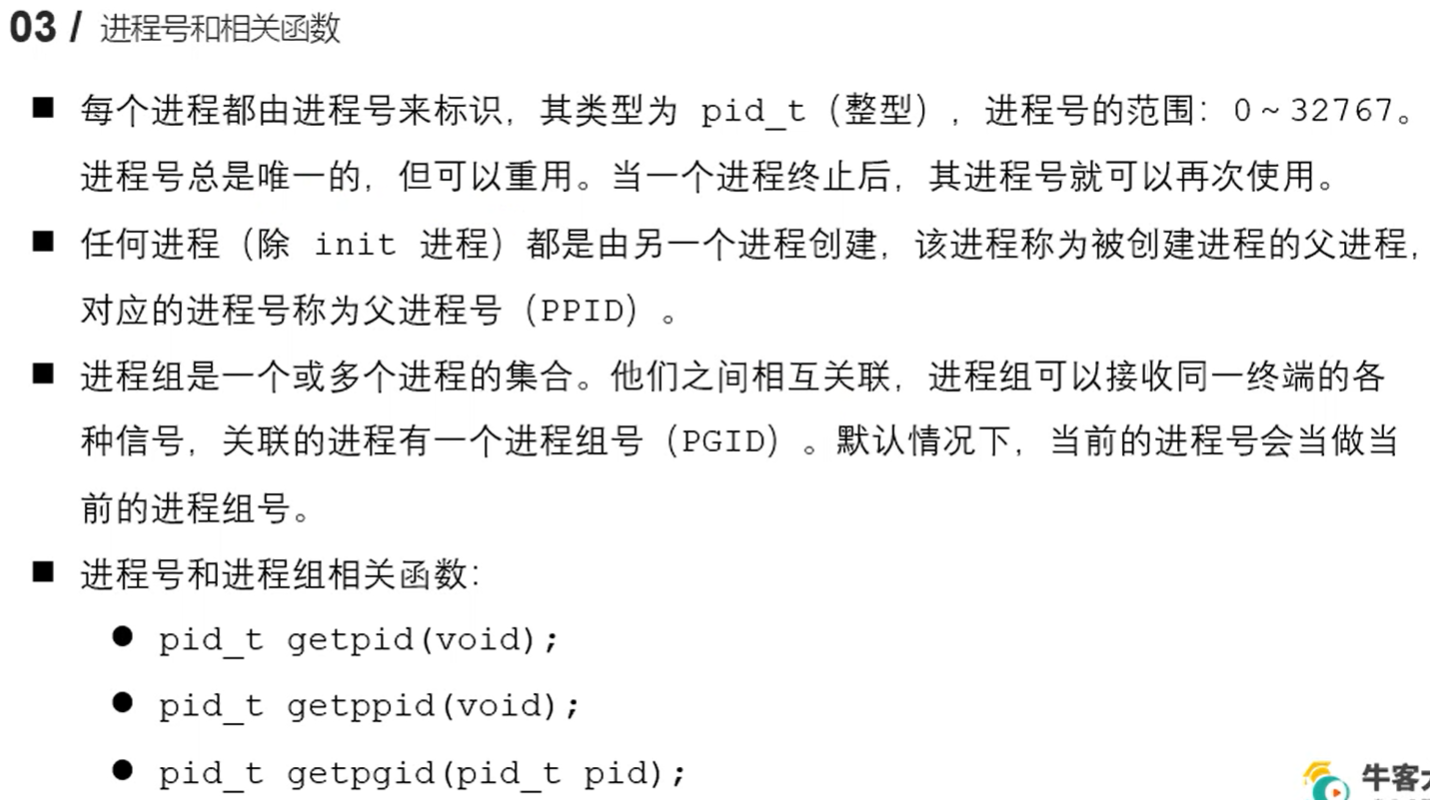 03 / 进程号和相关函数
■ 每个进程都由进程号来标识，其类型为 pid_t（整型），进程号的范围：0～32767。
进程号总是唯一的，但可以重用。当一个进程终止后，其进程号就可以再次使用。
■ 任何进程（除 init 进程）都是由另一个进程创建，该进程称为被创建进程的父进程，
对应的进程号称为父进程号（PPID）。
■ 进程组是一个或多个进程的集合。他们之间相互关联，进程组可以接收同一终端的各
种信号，关联的进程有一个进程组号（PGID）。默认情况下，当前的进程号会当做当
前的进程组号。
■ 进程号和进程组相关函数：
● pid_t getpid(void);
● pid_t getppid(void);
● pid_t getpgid(pid_t pid);
牛客